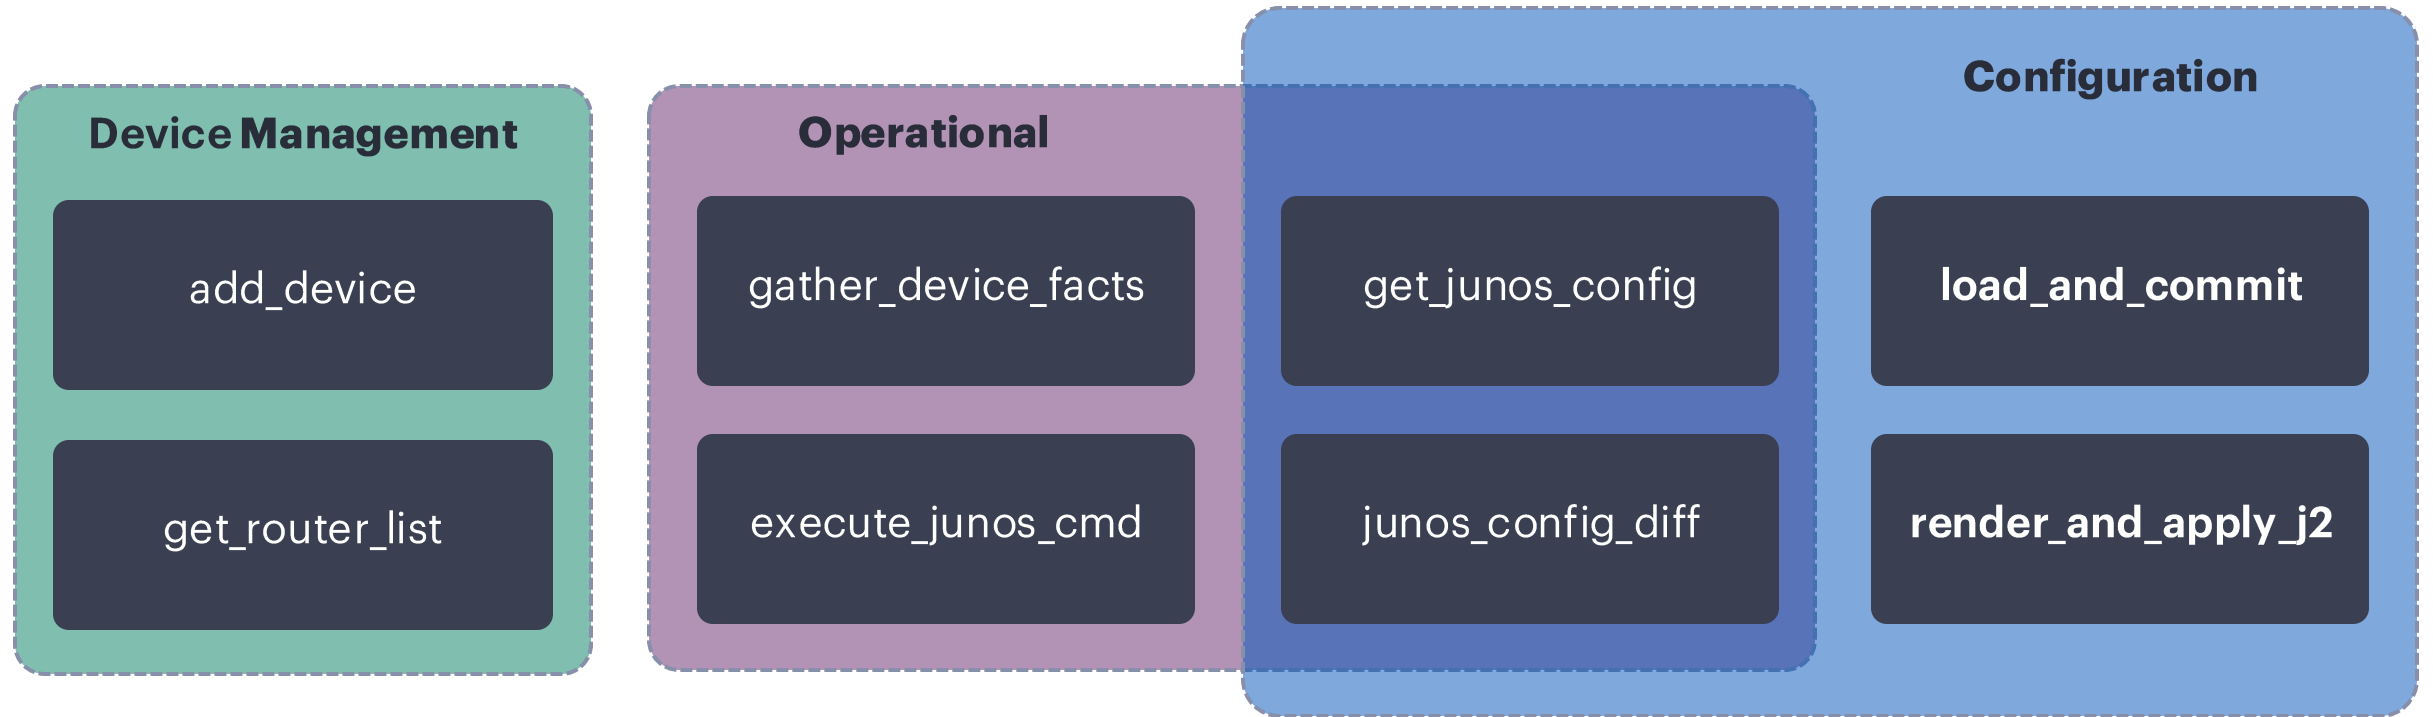 Device Management
add_device
get_router_list
Operational
gather_device_facts
execute_junos_cmd
get_junos_config
junos_config_diff
Configuration
load_and_commit
render_and_apply_j2